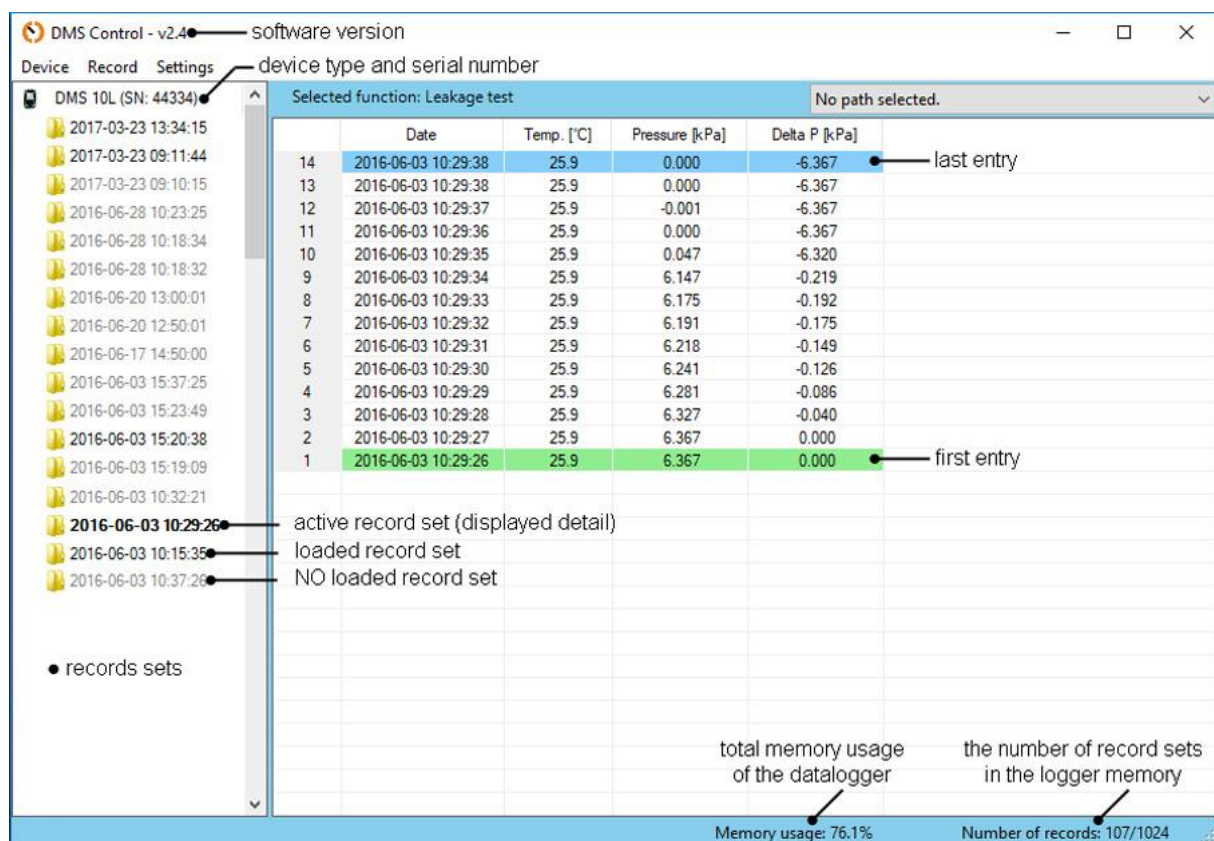 DMS Control - v2.4 software version
Device Record Settings device type and serial number
DMS 10L (SN: 44334) Selected function: Leakage test No path selected.
2017-03-23 13:34:15
2017-03-23 09:11:44
2017-03-23 09:10:15
2016-06-28 10:23:25
2016-06-28 10:18:34
2016-06-28 10:18:32
2016-06-20 13:00:01
2016-06-20 12:50:01
2016-06-17 14:50:00
2016-06-03 15:37:25
2016-06-03 15:23:49
2016-06-03 15:20:38
2016-06-03 15:19:09
2016-06-03 10:32:21
2016-06-03 10:29:26 active record set (displayed detail)
2016-06-03 10:15:35 loaded record set
2016-06-03 10:37:26 NO loaded record set
records sets
Date Temp. [°C] Pressure [kPa] Delta P [kPa]
14 2016-06-03 10:29:38 25.9 0.000 -6.367 last entry
13 2016-06-03 10:29:38 25.9 0.000 -6.367
12 2016-06-03 10:29:37 25.9 -0.001 -6.367
11 2016-06-03 10:29:36 25.9 0.000 -6.367
10 2016-06-03 10:29:35 25.9 0.047 -6.320
9 2016-06-03 10:29:34 25.9 6.147 -0.219
8 2016-06-03 10:29:33 25.9 6.175 -0.192
7 2016-06-03 10:29:32 25.9 6.191 -0.175
6 2016-06-03 10:29:31 25.9 6.218 -0.149
5 2016-06-03 10:29:30 25.9 6.241 -0.126
4 2016-06-03 10:29:29 25.9 6.281 -0.086
3 2016-06-03 10:29:28 25.9 6.327 -0.040
2 2016-06-03 10:29:27 25.9 6.367 0.000
1 2016-06-03 10:29:26 25.9 6.367 0.000 first entry
total memory usage
of the datalogger
the number of record sets
in the logger memory
Memory usage: 76.1% Number of records: 107/1024